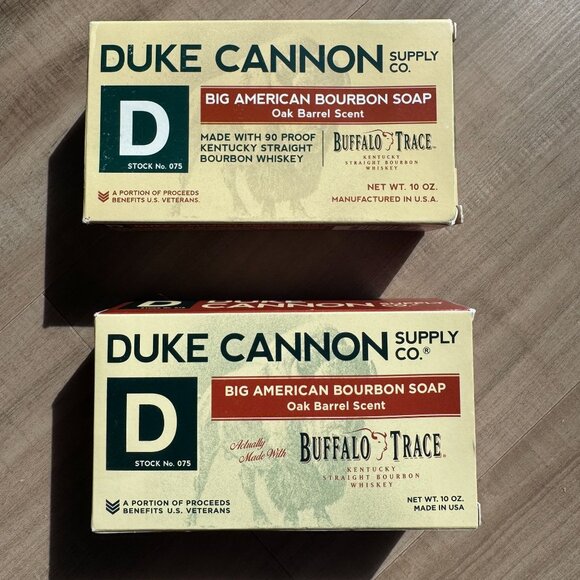 DUKE CANNON SUPPLY CO.
D
STOCK No. 075
BIG AMERICAN BOURBON SOAP
Oak Barrel Scent
MADE WITH 90 PROOF
KENTUCKY STRAIGHT
BOURBON WHISKEY
BUFFALO TRACE
KENTUCKY
STRAIGHT BOURBON
WHISKEY
A PORTION OF PROCEEDS
BENEFITS U.S. VETERANS.
NET WT. 10 OZ.
MANUFACTURED IN U.S.A.
D
CANNON
DUKE CANNON SUPPLY CO.®
D
STOCK No. 075
BIG AMERICAN BOURBON SOAP
Oak Barrel Scent
Actually
Made With
BUFFALO TRACE
KENTUCKY
STRAIGHT BOURBON
WHISKEY
A PORTION OF PROCEEDS
BENEFITS U.S. VETERANS
NET WT. 10 OZ.
MADE IN USA